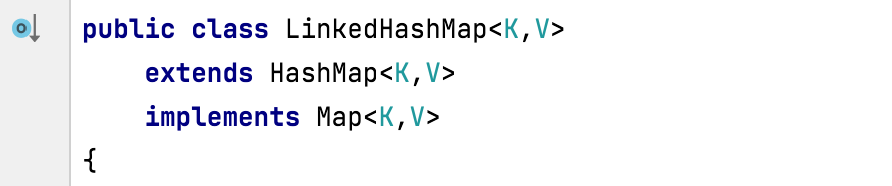 public class LinkedHashMap<K,V>
extends HashMap<K,V>
implements Map<K,V>
{